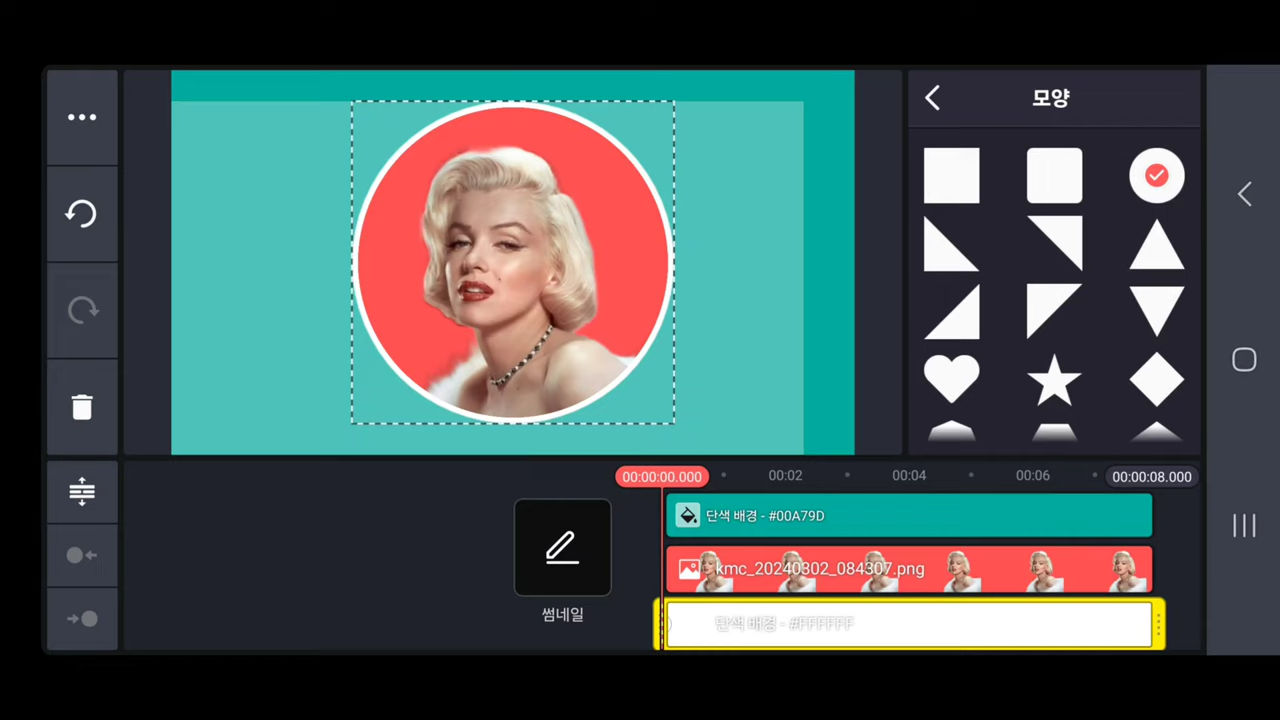 모양
00:00:00.000
00:02
00:04
00:06
00:00:08.000
단색 배경 - #00A79D
kmc_20240302_084307.png
썸네일
단색 배경 - #FFFFFF